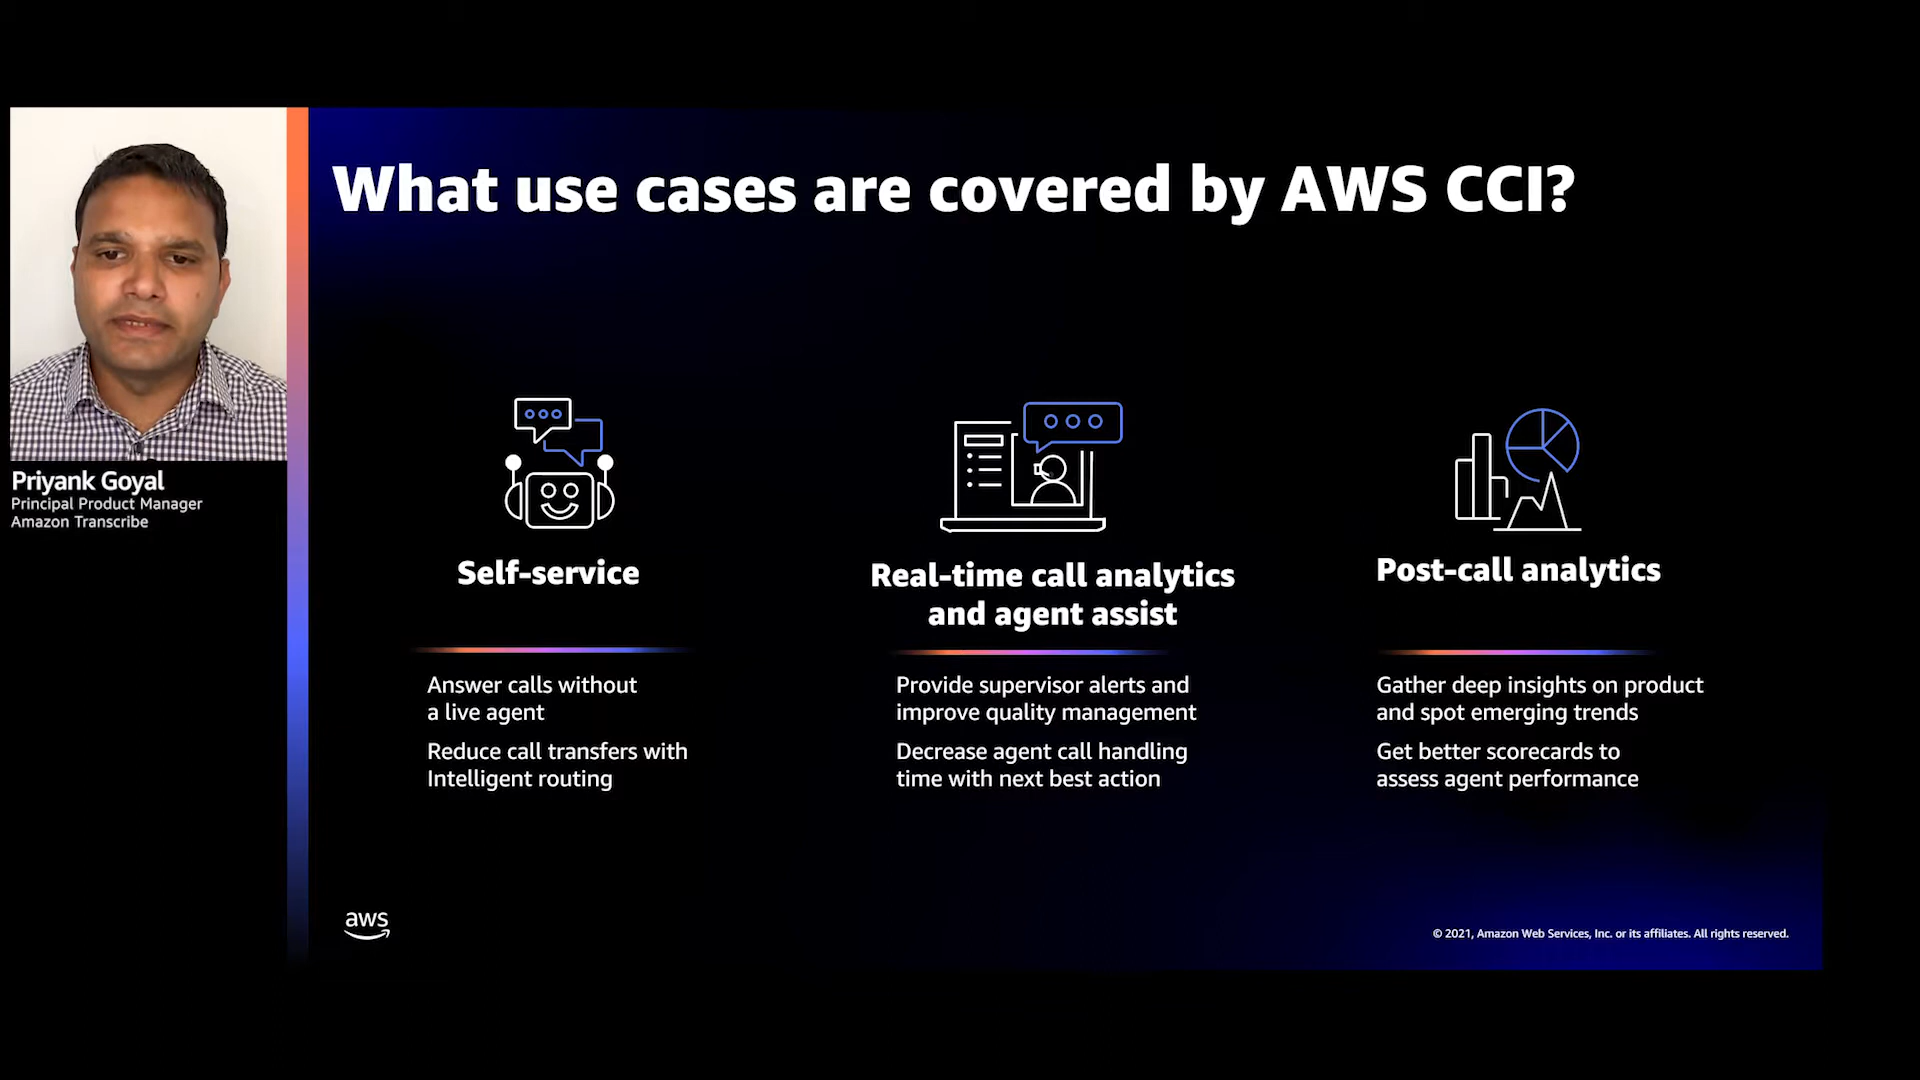 What use cases are covered by AWS CCI?
Priyank Goyal
Principal Product Manager
Amazon Transcribe
Self-service
Answer calls without
a live agent
Reduce call transfers with
Intelligent routing
Real-time call analytics
and agent assist
Provide supervisor alerts and
improve quality management
Decrease agent call handling
time with next best action
Post-call analytics
Gather deep insights on product
and spot emerging trends
Get better scorecards to
assess agent performance
aws
© 2021, Amazon Web Services, Inc. or its affiliates. All rights reserved.